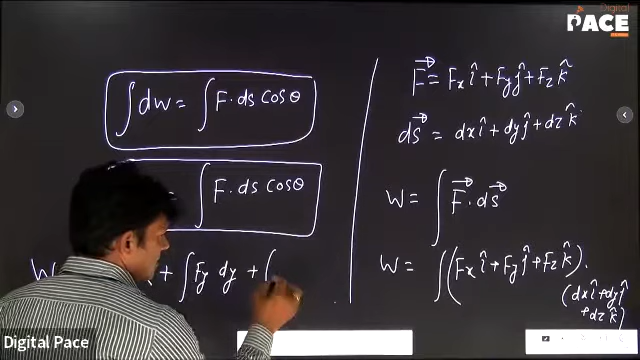 Digital
PACE
∫dw = ∫F·ds Cosθ
= ∫F·ds Cosθ
W + ∫Fy dy + ∫
F⃗ = Fx î + Fy ĵ + Fz k̂
ds⃗ = dx î + dy ĵ + dz k̂
W = ∫F⃗·ds⃗
W = ∫(Fx î + Fy ĵ + Fz k̂).
(dx î + dy ĵ
+ dz k̂)
Digital Pace